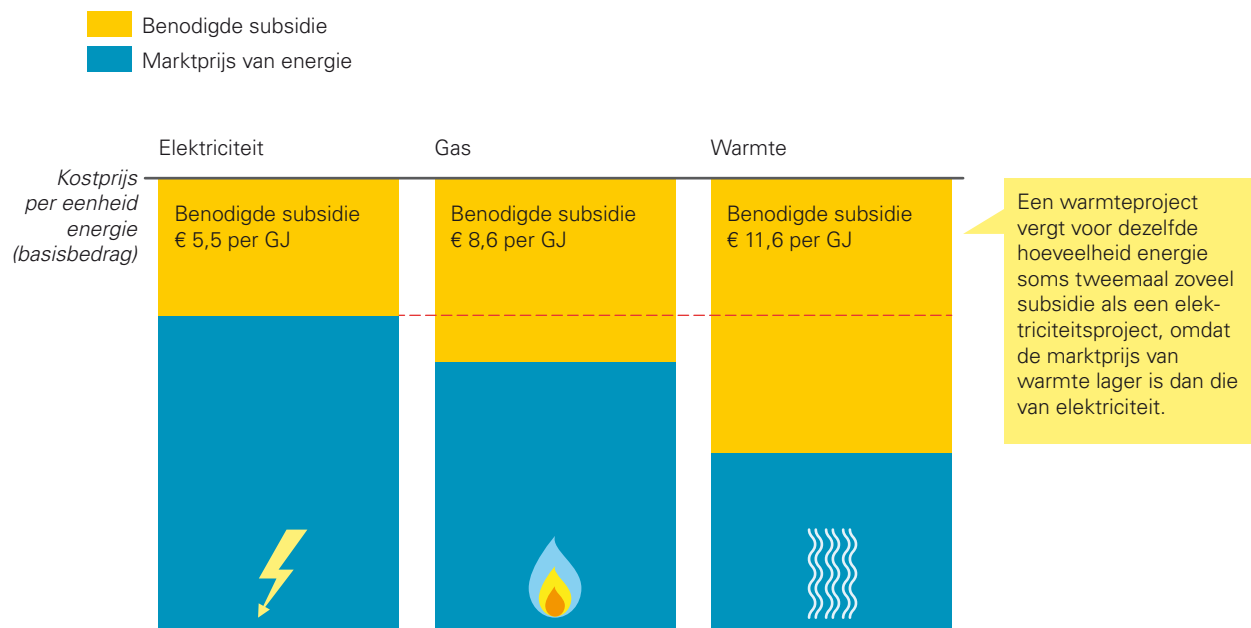 Benodigde subsidie
Marktprijs van energie
Elektriciteit
Gas
Warmte
Kostprijs
per eenheid
energie
(basisbedrag)
Benodigde subsidie
€ 5,5 per GJ
Benodigde subsidie
€ 8,6 per GJ
Benodigde subsidie
€ 11,6 per GJ
Een warmteproject
vergt voor dezelfde
hoeveelheid energie
soms tweemaal zoveel
subsidie als een elek-
triciteitsproject, omdat
de marktprijs van
warmte lager is dan die
van elektriciteit.